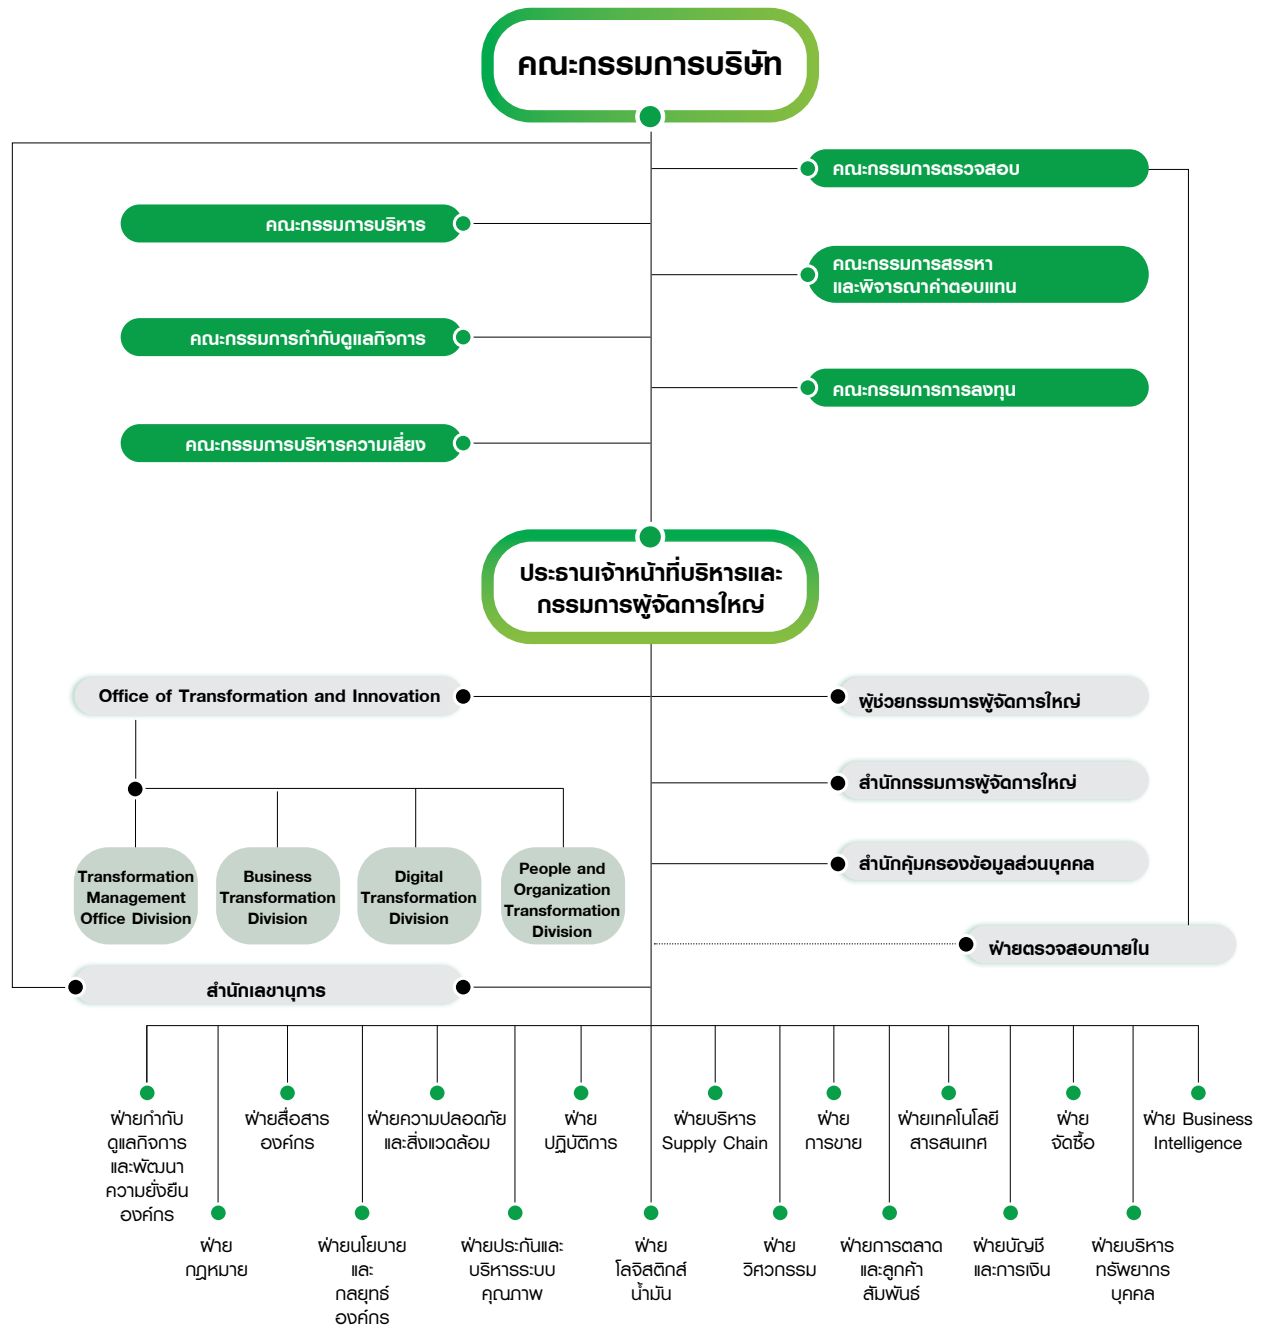 คณะกรรมการบริษัท
คณะกรรมการตรวจสอบ
คณะกรรมการบริหาร
คณะกรรมการสรรหา
และพิจารณาค่าตอบแทน
คณะกรรมการกำกับดูแลกิจการ
คณะกรรมการการลงทุน
คณะกรรมการบริหารความเสี่ยง
ประธานเจ้าหน้าที่บริหารและ
กรรมการผู้จัดการใหญ่
Office of Transformation and Innovation
ผู้ช่วยกรรมการผู้จัดการใหญ่
สำนักกรรมการผู้จัดการใหญ่
สำนักคุ้มครองข้อมูลส่วนบุคคล
Transformation
Management
Office Division
Business
Transformation
Division
Digital
Transformation
Division
People and
Organization
Transformation
Division
ฝ่ายตรวจสอบภายใน
สำนักเลขานุการ
ฝ่ายกำกับ
ดูแลกิจการ
และพัฒนา
ความยั่งยืน
องค์กร
ฝ่ายสื่อสาร
องค์กร
ฝ่ายความปลอดภัย
และสิ่งแวดล้อม
ฝ่าย
ปฏิบัติการ
ฝ่ายบริหาร
Supply Chain
ฝ่าย
การขาย
ฝ่ายเทคโนโลยี
สารสนเทศ
ฝ่าย
จัดซื้อ
ฝ่าย Business
Intelligence
ฝ่าย
กฎหมาย
ฝ่ายนโยบาย
และ
กลยุทธ์
องค์กร
ฝ่ายประกันและ
บริหารระบบ
คุณภาพ
ฝ่าย
โลจิสติกส์
น้ำมัน
ฝ่าย
วิศวกรรม
ฝ่ายการตลาด
และลูกค้า
สัมพันธ์
ฝ่ายบัญชี
และการเงิน
ฝ่ายบริหาร
ทรัพยากร
บุคคล